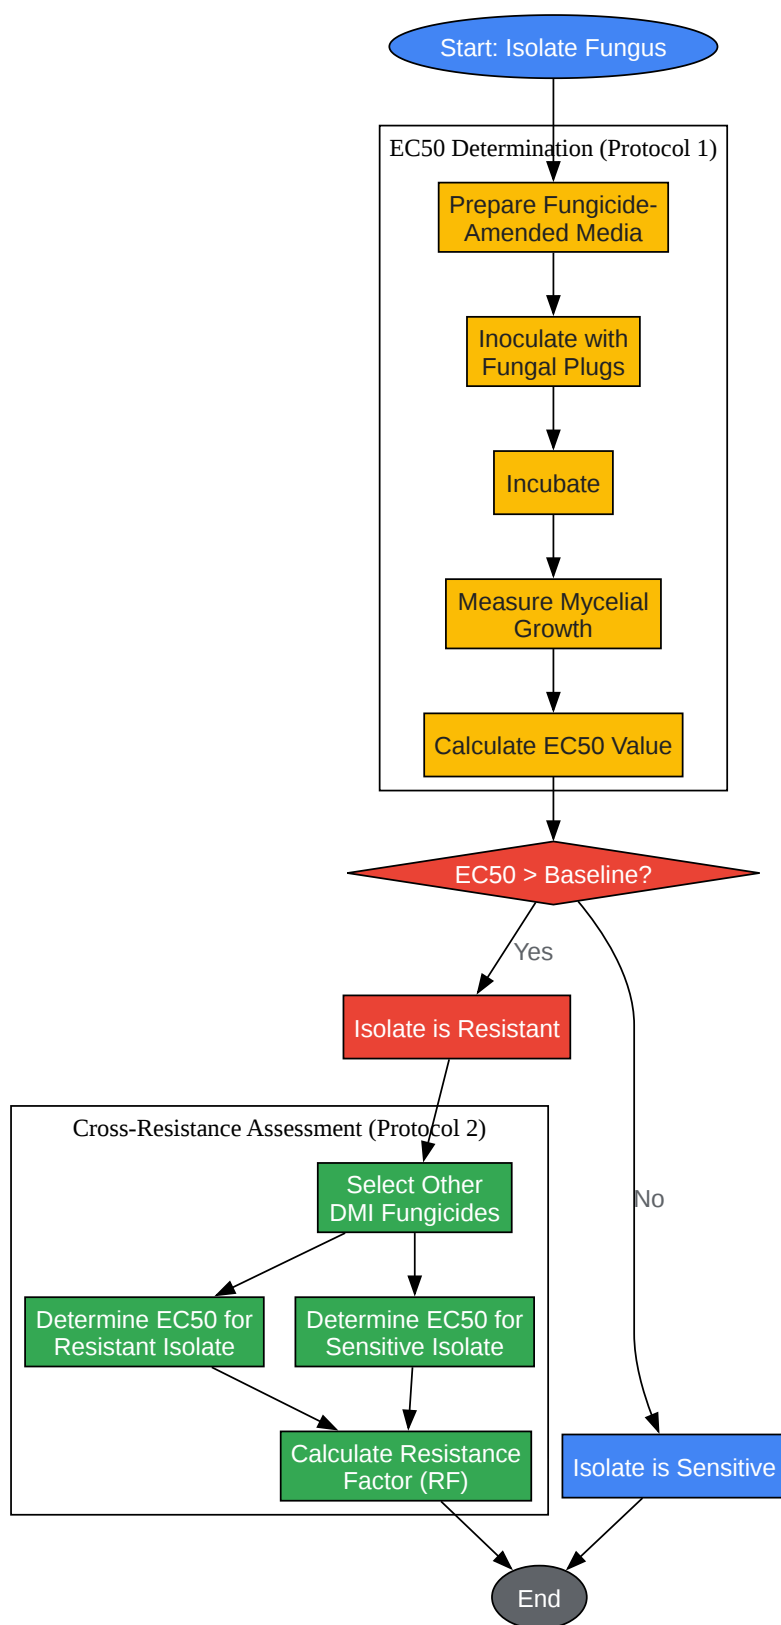 Start: Isolate Fungus
EC50 Determination (Protocol 1)
Prepare Fungicide-
Amended Media
Inoculate with
Fungal Plugs
Incubate
Measure Mycelial
Growth
Calculate EC50 Value
EC50 > Baseline?
Yes
Isolate is Resistant
Cross-Resistance Assessment (Protocol 2)
Select Other
DMI Fungicides
No
Determine EC50 for
Resistant Isolate
Determine EC50 for
Sensitive Isolate
Calculate Resistance
Factor (RF)
Isolate is Sensitive
End